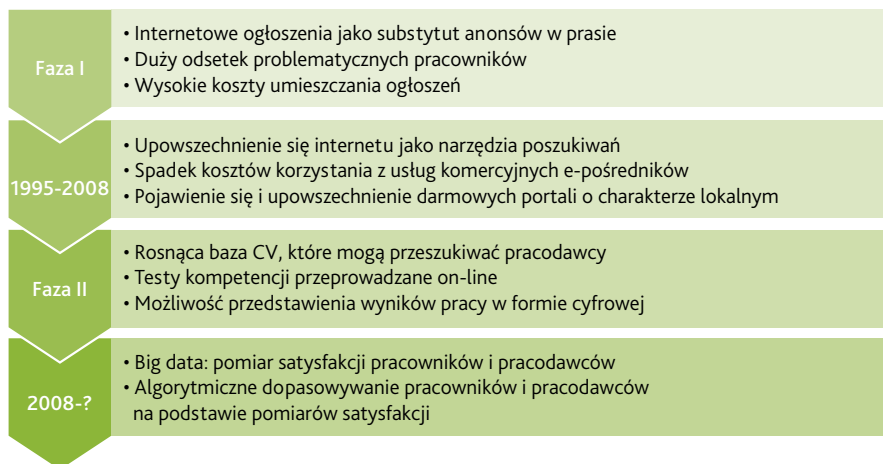 Faza I
• Internetowe ogłoszenia jako substytut anonsów w prasie
• Duży odsetek problematycznych pracowników
• Wysokie koszty umieszczania ogłoszeń
1995-2008
• Upowszechnienie się internetu jako narzędzia poszukiwań
• Spadek kosztów korzystania z usług komercyjnych e-pośredników
• Pojawienie się i upowszechnienie darmowych portali o charakterze lokalnym
Faza II
• Rosnąca baza CV, które mogą przeszukiwać pracodawcy
• Testy kompetencji przeprowadzane on-line
• Możliwość przedstawienia wyników pracy w formie cyfrowej
2008-?
• Big data: pomiar satysfakcji pracowników i pracodawców
• Algorytmiczne dopasowywanie pracowników i pracodawców
na podstawie pomiarów satysfakcji